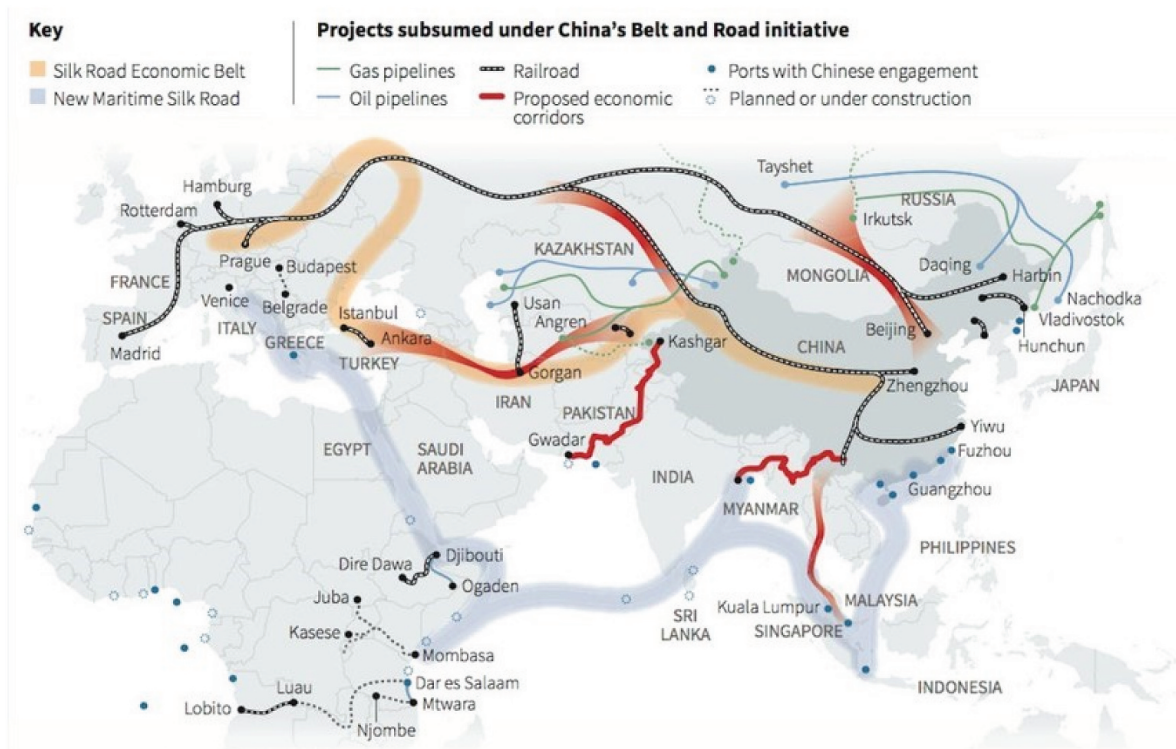 Key
Silk Road Economic Belt
New Maritime Silk Road
Projects subsumed under China's Belt and Road initiative
Gas pipelines
Oil pipelines
Railroad
Proposed economic
corridors
Ports with Chinese engagement
Planned or under construction
Tayshet
Hamburg
RUSSIA
Rotterdam
Irkutsk
KAZAKHSTAN
Prague
Budapest
Daqing
MONGOLIA
Harbin
FRANCE
Venice
Belgrade
Usan
Nachodka
SPAIN
ITALY
Istanbul
Angren
Vladivostok
Madrid
GREECE
Ankara
Kashgar
CHINA
Beijing
Hunchun
TURKEY
Gorgan
Zhengzhou
JAPAN
IRAN
PAKISTAN
Gwadar
Yiwu
EGYPT
SAUDI
ARABIA
Fuzhou
INDIA
Guangzhou
MYANMAR
PHILIPPINES
Djibouti
Dire Dawa
Ogaden
Juba
Kuala Lumpur
MALAYSIA
SRI
LANKA
SINGAPORE
Kasese
Mombasa
Dar es Salaam
INDONESIA
Luau
Lobito
Mtwara
Njombe